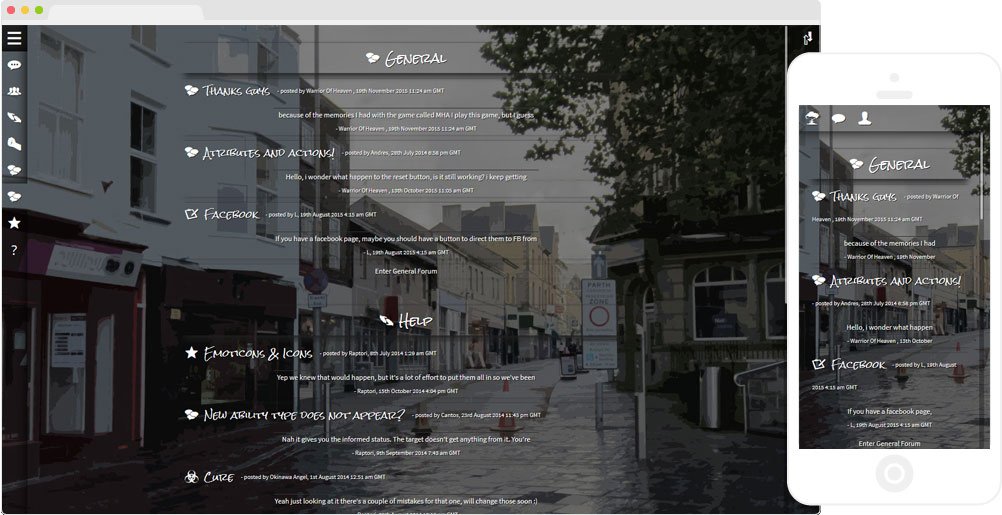 General
Thanks guys - posted by Warrior Of Heaven , 19th November 2015 11:24 am GMT
because of the memories I had with the game called MHA I play this game, but I guess
- Warrior Of Heaven , 19th November 2015 11:24 am GMT
Atributes and actions! - posted by Andres, 28th July 2014 8:58 pm GMT
Hello, i wonder what happen to the reset button, is it still working? i keep getting
- Warrior Of Heaven , 13th October 2015 11:05 am GMT
Facebook - posted by L, 19th August 2015 4:15 am GMT
If you have a facebook page, maybe you should have a button to direct them to FB from
- L, 19th August 2015 4:15 am GMT
Enter General Forum
Help
Emoticons & Icons - posted by Raptori, 8th July 2014 1:29 am GMT
Yep we knew that would happen, but it's a lot of effort to put them all in so we've been
- Raptori, 15th October 2014 4:04 pm GMT
New ability type does not appear? - posted by Cantos, 23rd August 2014 11:45 pm GMT
Nah it gives you the informed status. The target doesn't get anything from it. You're
- Raptori, 9th September 2014 7:45 am GMT
Cure - posted by Okinawa Angel, 1st August 2014 12:51 am GMT
Yeah just looking at it there's a couple of mistakes for that one, will change those soon :)
?
PARTH
ZONE
General
Thanks guys - posted by Warrior Of
Heaven , 19th November 2015 11:24 am GMT
because of the memories I had
- Warrior Of Heaven , 19th November
Atributes and actions!
- posted by Andres, 28th July 2014 8:58 pm GMT
Hello, i wonder what happen
- Warrior Of Heaven , 13th October
Facebook - posted by L, 19th August
2015 4:15 am GMT
If you have a facebook page,
- L, 19th August 2015 4:15 am GMT
Enter General Forum